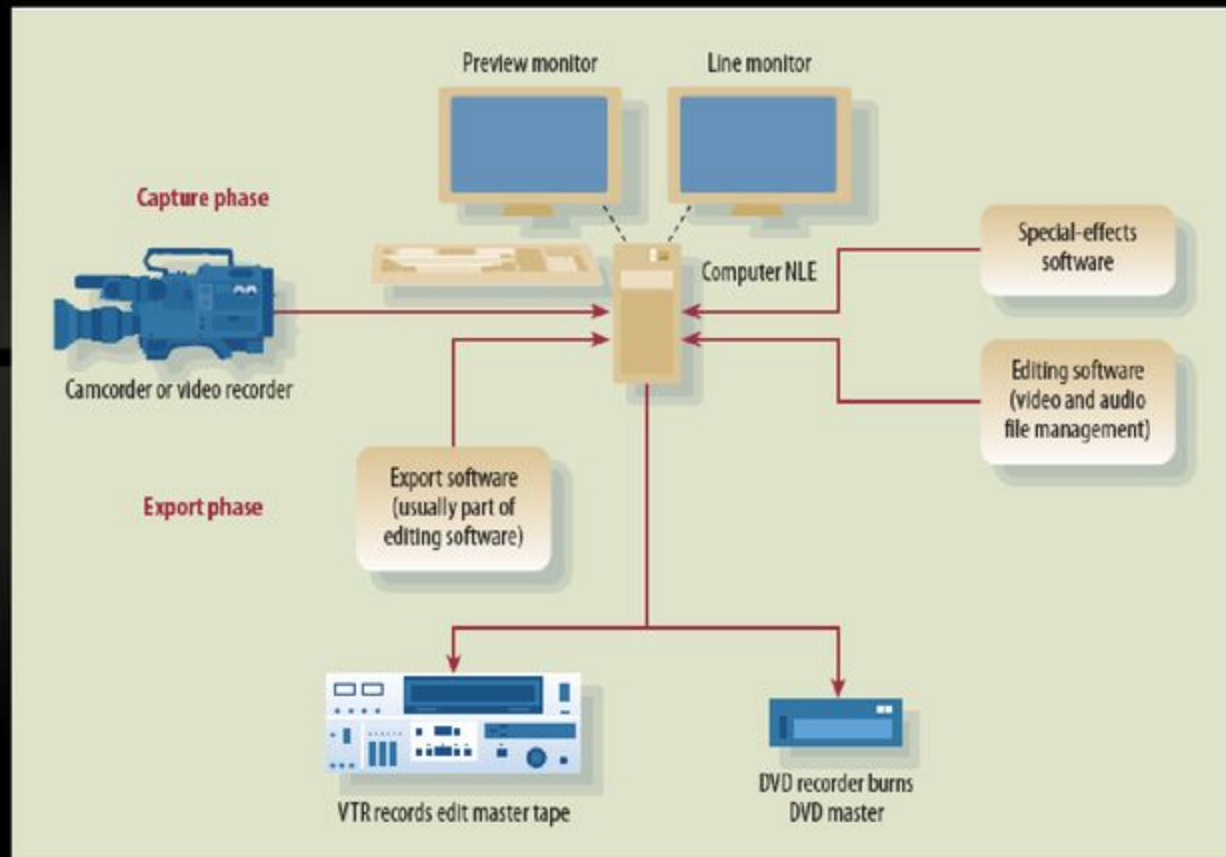 Preview monitor
Line monitor
Capture phase
Special-effects
software
Computer NLE
Camcorder or video recorder
Editing software
(video and audio
file management)
Export phase
Export software
(usually part of
editing software)
VTR records edit master tape
DVD recorder burns
DVD master